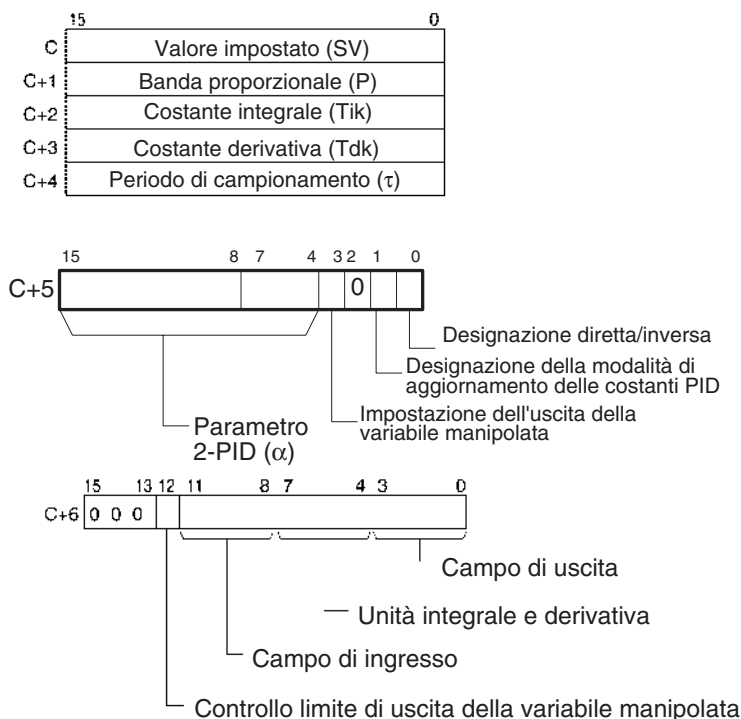 15 0
C Valore impostato (SV)
C+1 Banda proporzionale (P)
C+2 Costante integrale (Tik)
C+3 Costante derivativa (Tdk)
C+4 Periodo di campionamento (τ)
15 8 7 4 3 2 1 0
C+5 0
Designazione diretta/inversa
Designazione della modalità di
aggiornamento delle costanti PID
Impostazione dell'uscita della
variabile manipolata
Parametro
2-PID (α)
15 13 12 11 8 7 4 3 0
C+6 0 0 0
Campo di uscita
Unità integrale e derivativa
Campo di ingresso
Controllo limite di uscita della variabile manipolata